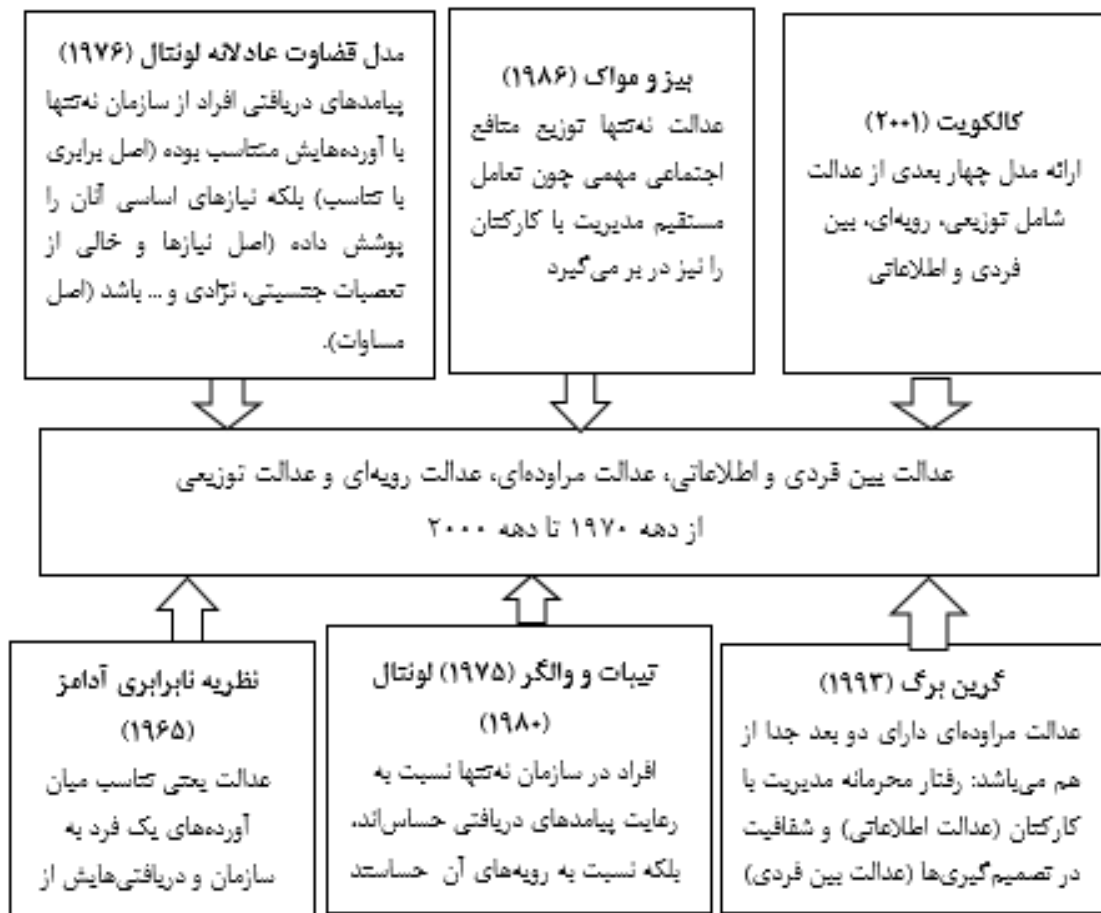 کالکویت (۲۰۰۱)
ارائه مدل چهار بعدی از عدالت
شامل توزیعی، رویه‌ای، بین
فردی و اطلاعاتی
بیز و مواک (۱۹۸۶)
عدالت نه‌تنها توزیع منافع
اجتماعی مهمی چون تعامل
مستقیم مدیریت با کارکنان
را نیز در بر می‌گیرد
مدل قضاوت عادلانه لونتال (۱۹۷۶)
پیامدهای دریافتی افراد از سازمان نه‌تنها
با آورده‌هایش متناسب بوده (اصل برابری
یا تناسب) بلکه نیازهای اساسی آنان را
پوشش داده (اصل نیازها و خالی از
تعصبات جنسیتی، نژادی و ... باشد (اصل
مساوات).
عدالت بین فردی و اطلاعاتی، عدالت مراوده‌ای، عدالت رویه‌ای و عدالت توزیعی
از دهه ۱۹۷۰ تا دهه ۲۰۰۰
گرین برگ (۱۹۹۳)
عدالت مراوده‌ای دارای دو بعد جدا از
هم می‌باشد: رفتار محرمانه مدیریت با
کارکنان (عدالت اطلاعاتی) و شفافیت
در تصمیم‌گیری‌ها (عدالت بین فردی)
تیبات و والگر (۱۹۷۵) لونتال
(۱۹۸۰)
افراد در سازمان نه‌تنها نسبت به
رعایت پیامدهای دریافتی حساس‌اند،
بلکه نسبت به رویه‌های آن حساستد
نظریه نابرابری آدامز
(۱۹۶۵)
عدالت یعنی تناسب میان
آورده‌های یک فرد به
سازمان و دریافتی‌هایش از